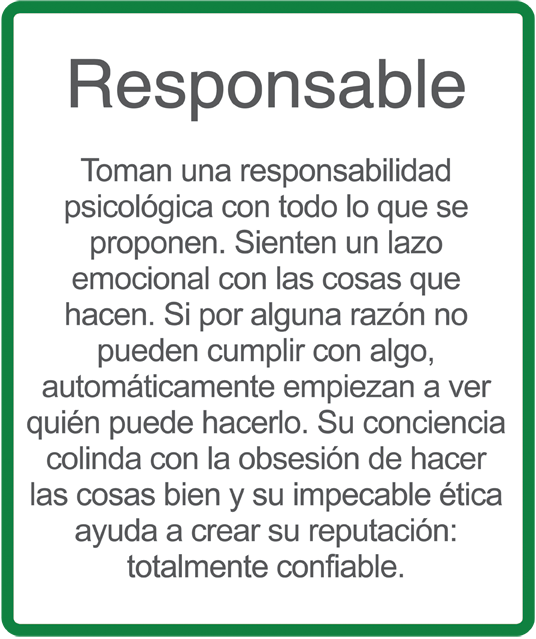 Responsable
Toman una responsabilidad
psicológica con todo lo que se
proponen. Sienten un lazo
emocional con las cosas que
hacen. Si por alguna razón no
pueden cumplir con algo,
automáticamente empiezan a ver
quién puede hacerlo. Su conciencia
colinda con la obsesión de hacer
las cosas bien y su impecable ética
ayuda a crear su reputación:
totalmente confiable.